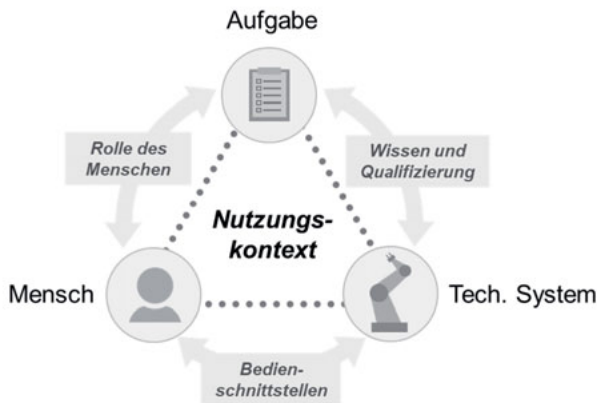 Aufgabe
Rolle des
Menschen
Wissen und
Qualifizierung
Nutzungs-
kontext
Mensch
Tech. System
Bedien-
schnittstellen